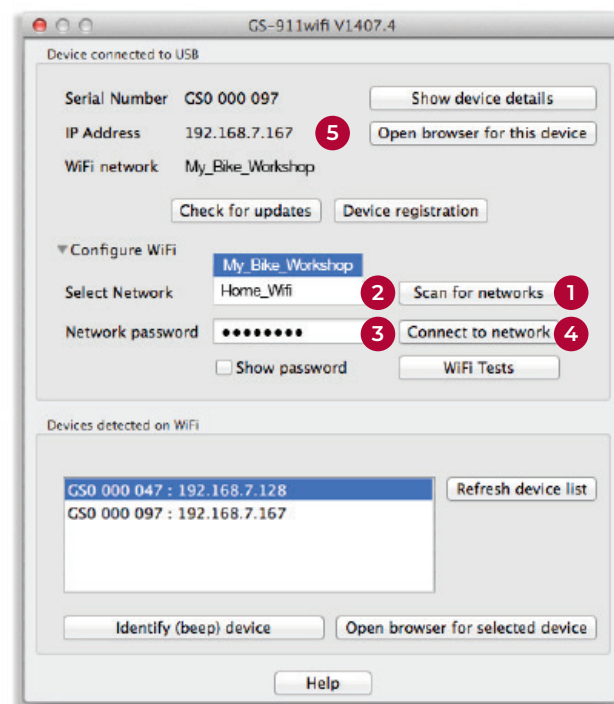 GS-911wifi V1407.4
Device connected to USB
Serial Number GS0 000 097 Show device details
IP Address 192.168.7.167 5 Open browser for this device
WiFi network My_Bike_Workshop
Check for updates Device registration
Configure WiFi
My_Bike_Workshop
Select Network Home_Wifi 2 Scan for networks 1
Network password ●●●●●●●● 3 Connect to network 4
Show password WiFi Tests
Devices detected on WiFi
GS0 000 047 : 192.168.7.128 Refresh device list
GS0 000 097 : 192.168.7.167
Identify (beep) device Open browser for selected device
Help